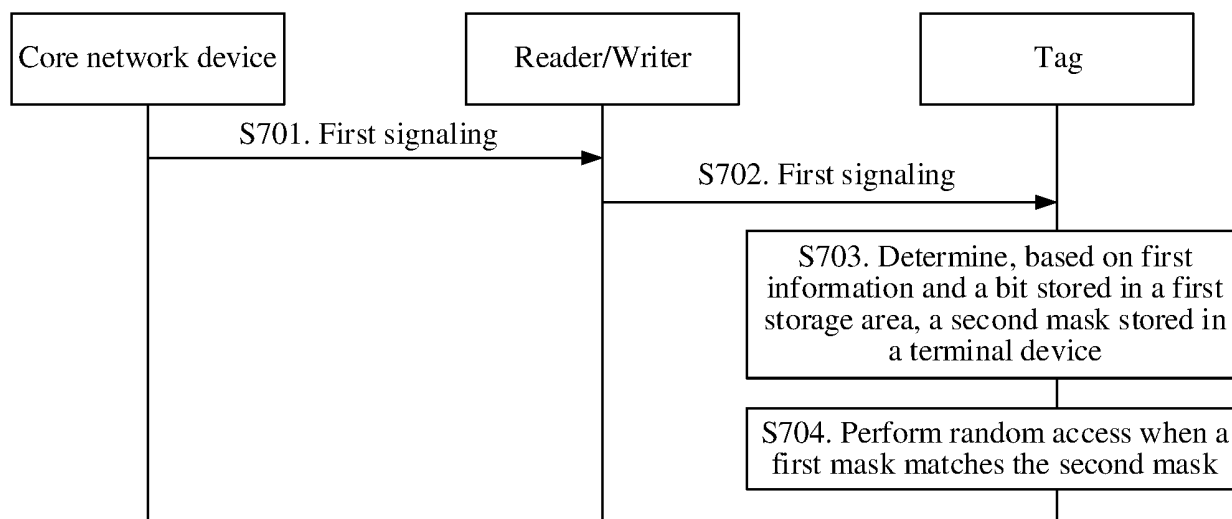 Core network device
Reader/Writer
Tag
S701. First signaling
S702. First signaling
S703. Determine, based on first
information and a bit stored in a first
storage area, a second mask stored in
a terminal device
S704. Perform random access when a
first mask matches the second mask